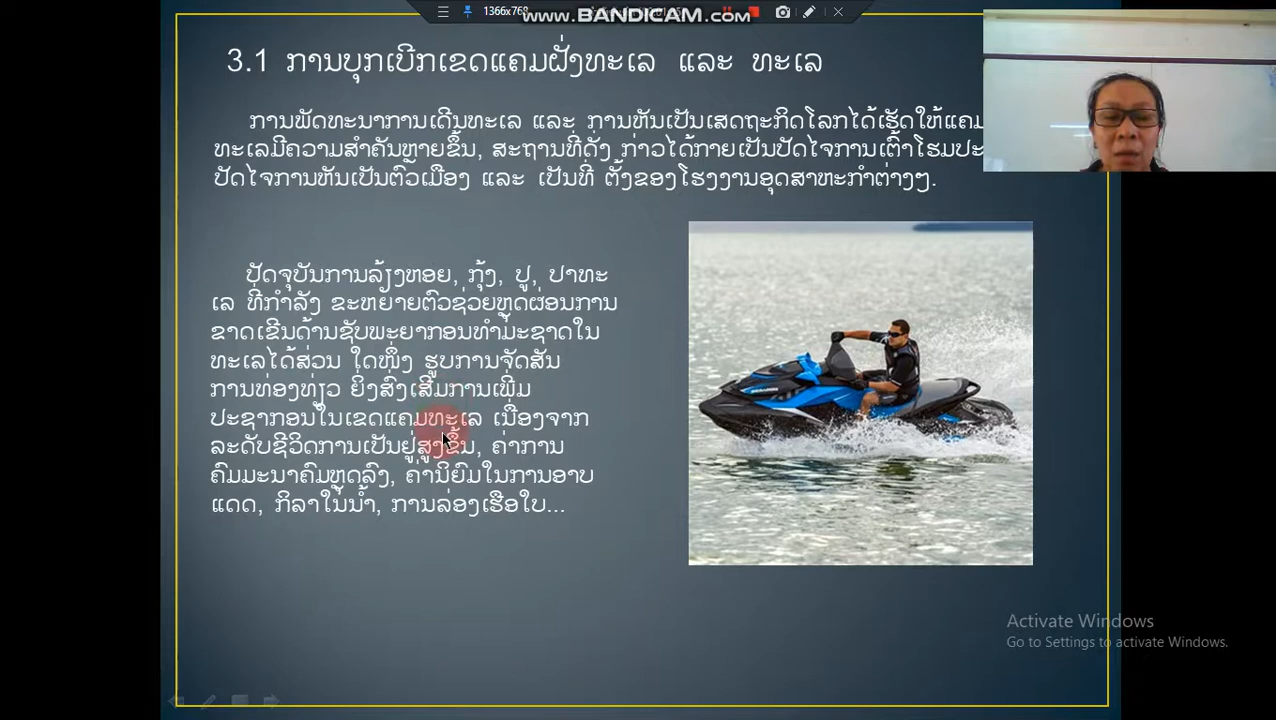 1366x768
www.BANDICAM.com
3.1 ການບຸກເບີກເຂດແຄມຝັ່ງທະເລ ແລະ ທະເລ
ການພັດທະນາການເດີນທະເລ ແລະ ການຫັນເປັນເສດຖະກິດໂລກໄດ້ເຮັດໃຫ້ແຄມ
ທະເລມີຄວາມສຳຄັນຫຼາຍຂຶ້ນ, ສະຖານທີ່ດັ່ງ ກ່າວໄດ້ກາຍເປັນປັດໄຈການເຕົ້າໂຮມປະ
ປັດໄຈການຫັນເປັນຕົວເມືອງ ແລະ ເປັນທີ່ ຕັ້ງຂອງໂຮງງານອຸດສາຫະກຳຕ່າງໆ.
ປັດຈຸບັນການລ້ຽງຫອຍ, ກຸ້ງ, ປູ, ປາທະ
ເລ ທີ່ກຳລັງ ຂະຫຍາຍຕົວຊ່ວຍຫຼຸດຜ່ອນການ
ຂາດເຂີນດ້ານຊັບພະຍາກອນທຳມະຊາດໃນ
ທະເລໄດ້ສ່ວນ ໃດໜຶ່ງ ຮູບການຈັດສັນ
ການທ່ອງທ່ຽວ ຍິ່ງສົ່ງເສີມການເພີ່ມ
ປະຊາກອນໃນເຂດແຄມທະເລ ເນື່ອງຈາກ
ລະດັບຊີວິດການເປັນຢູ່ສູງຂຶ້ນ, ຄ່າການ
ຄົມມະນາຄົມຫຼຸດລົງ, ຄ່ານິຍົມໃນການອາບ
ແດດ, ກິລາໃນນ້ຳ, ການລ່ອງເຮືອໃບ...
Activate Windows
Go to Settings to activate Windows.